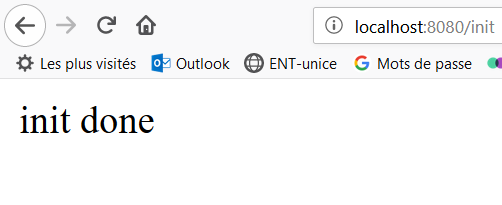 localhost:8080/init
Les plus visités Outlook ENT-unice Mots de passe
init done